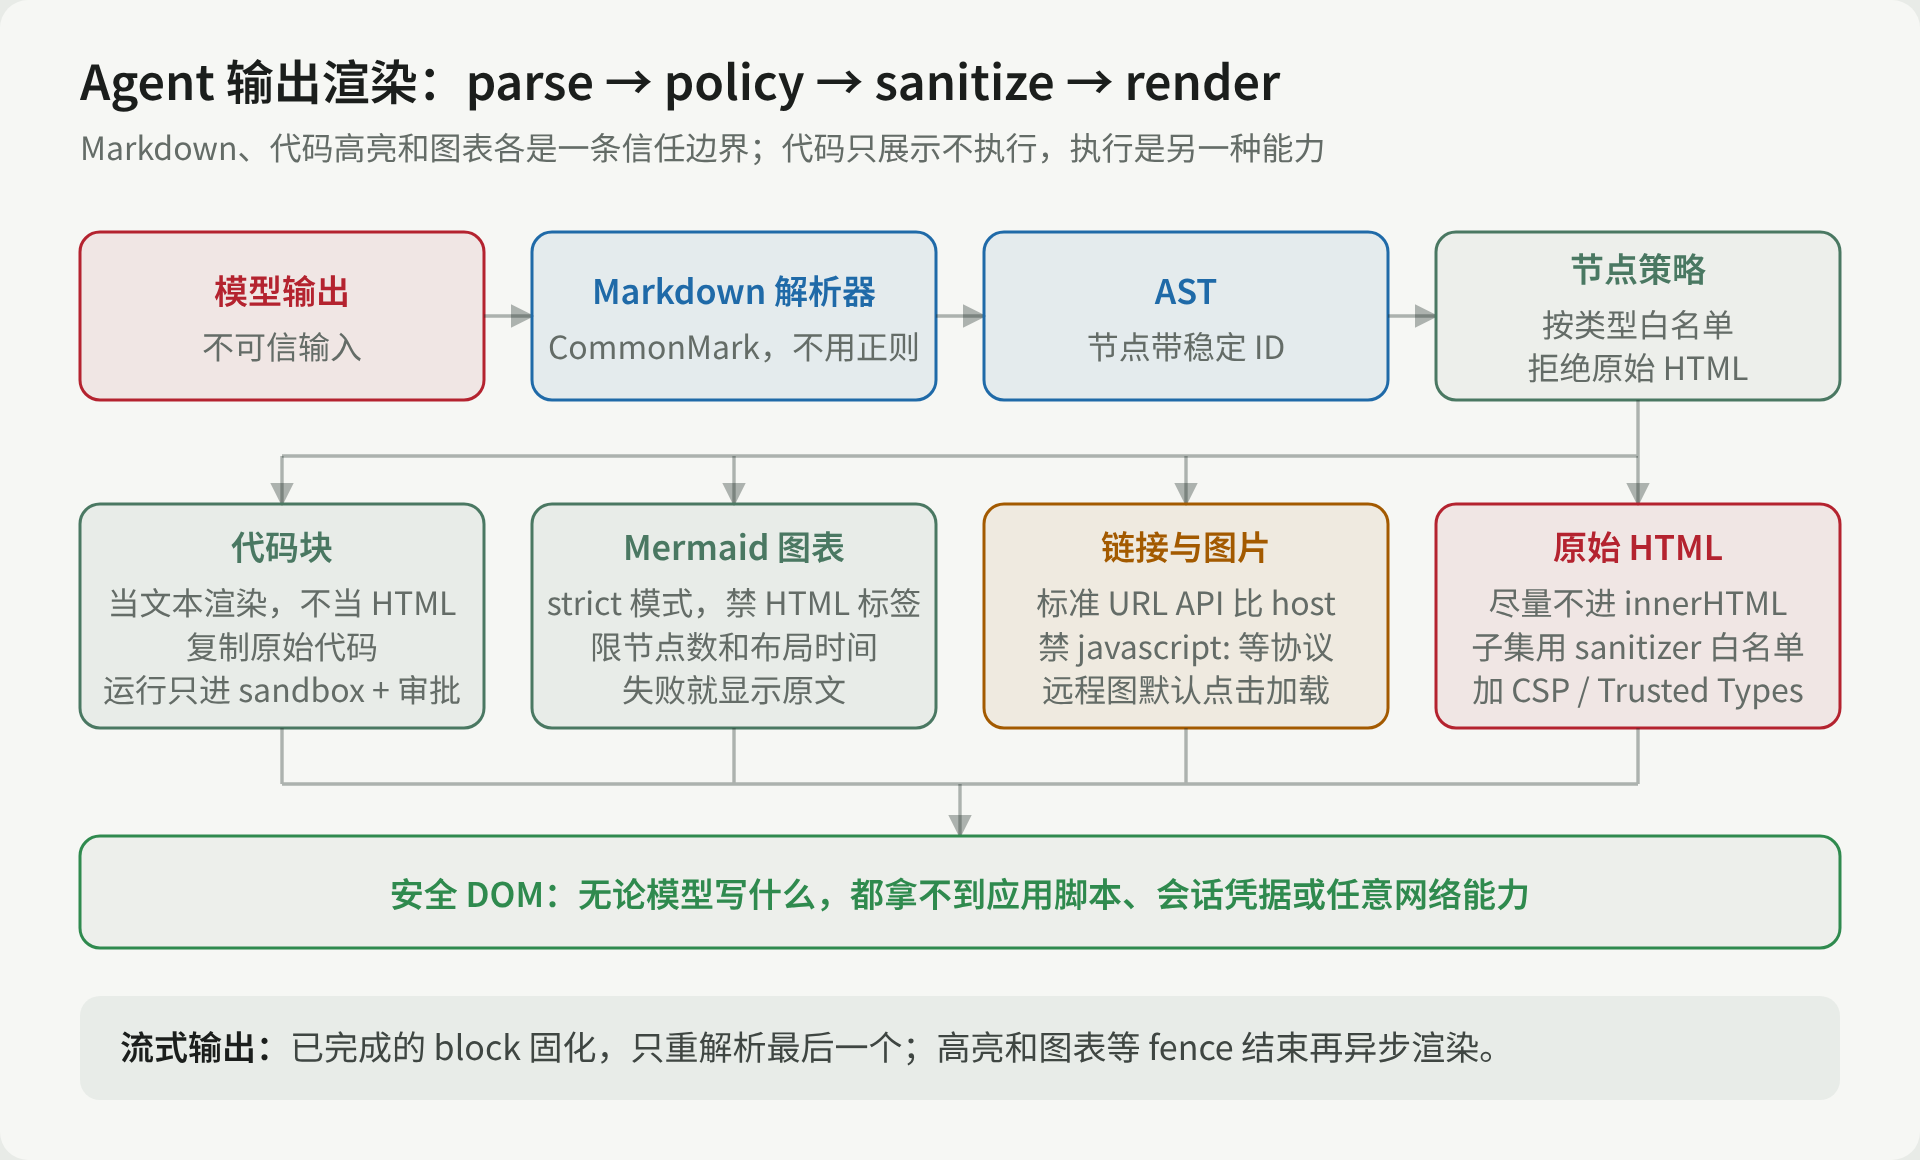 Agent 输出渲染：parse → policy → sanitize → render
Markdown、代码高亮和图表各是一条信任边界；代码只展示不执行，执行是另一种能力
模型输出
不可信输入
Markdown 解析器
CommonMark，不用正则
AST
节点带稳定 ID
节点策略
按类型白名单
拒绝原始 HTML
代码块
当文本渲染，不当 HTML
复制原始代码
运行只进 sandbox + 审批
Mermaid 图表
strict 模式，禁 HTML 标签
限节点数和布局时间
失败就显示原文
链接与图片
标准 URL API 比 host
禁 javascript: 等协议
远程图默认点击加载
原始 HTML
尽量不进 innerHTML
子集用 sanitizer 白名单
加 CSP / Trusted Types
安全 DOM：无论模型写什么，都拿不到应用脚本、会话凭据或任意网络能力
流式输出：已完成的 block 固化，只重解析最后一个；高亮和图表等 fence 结束再异步渲染。